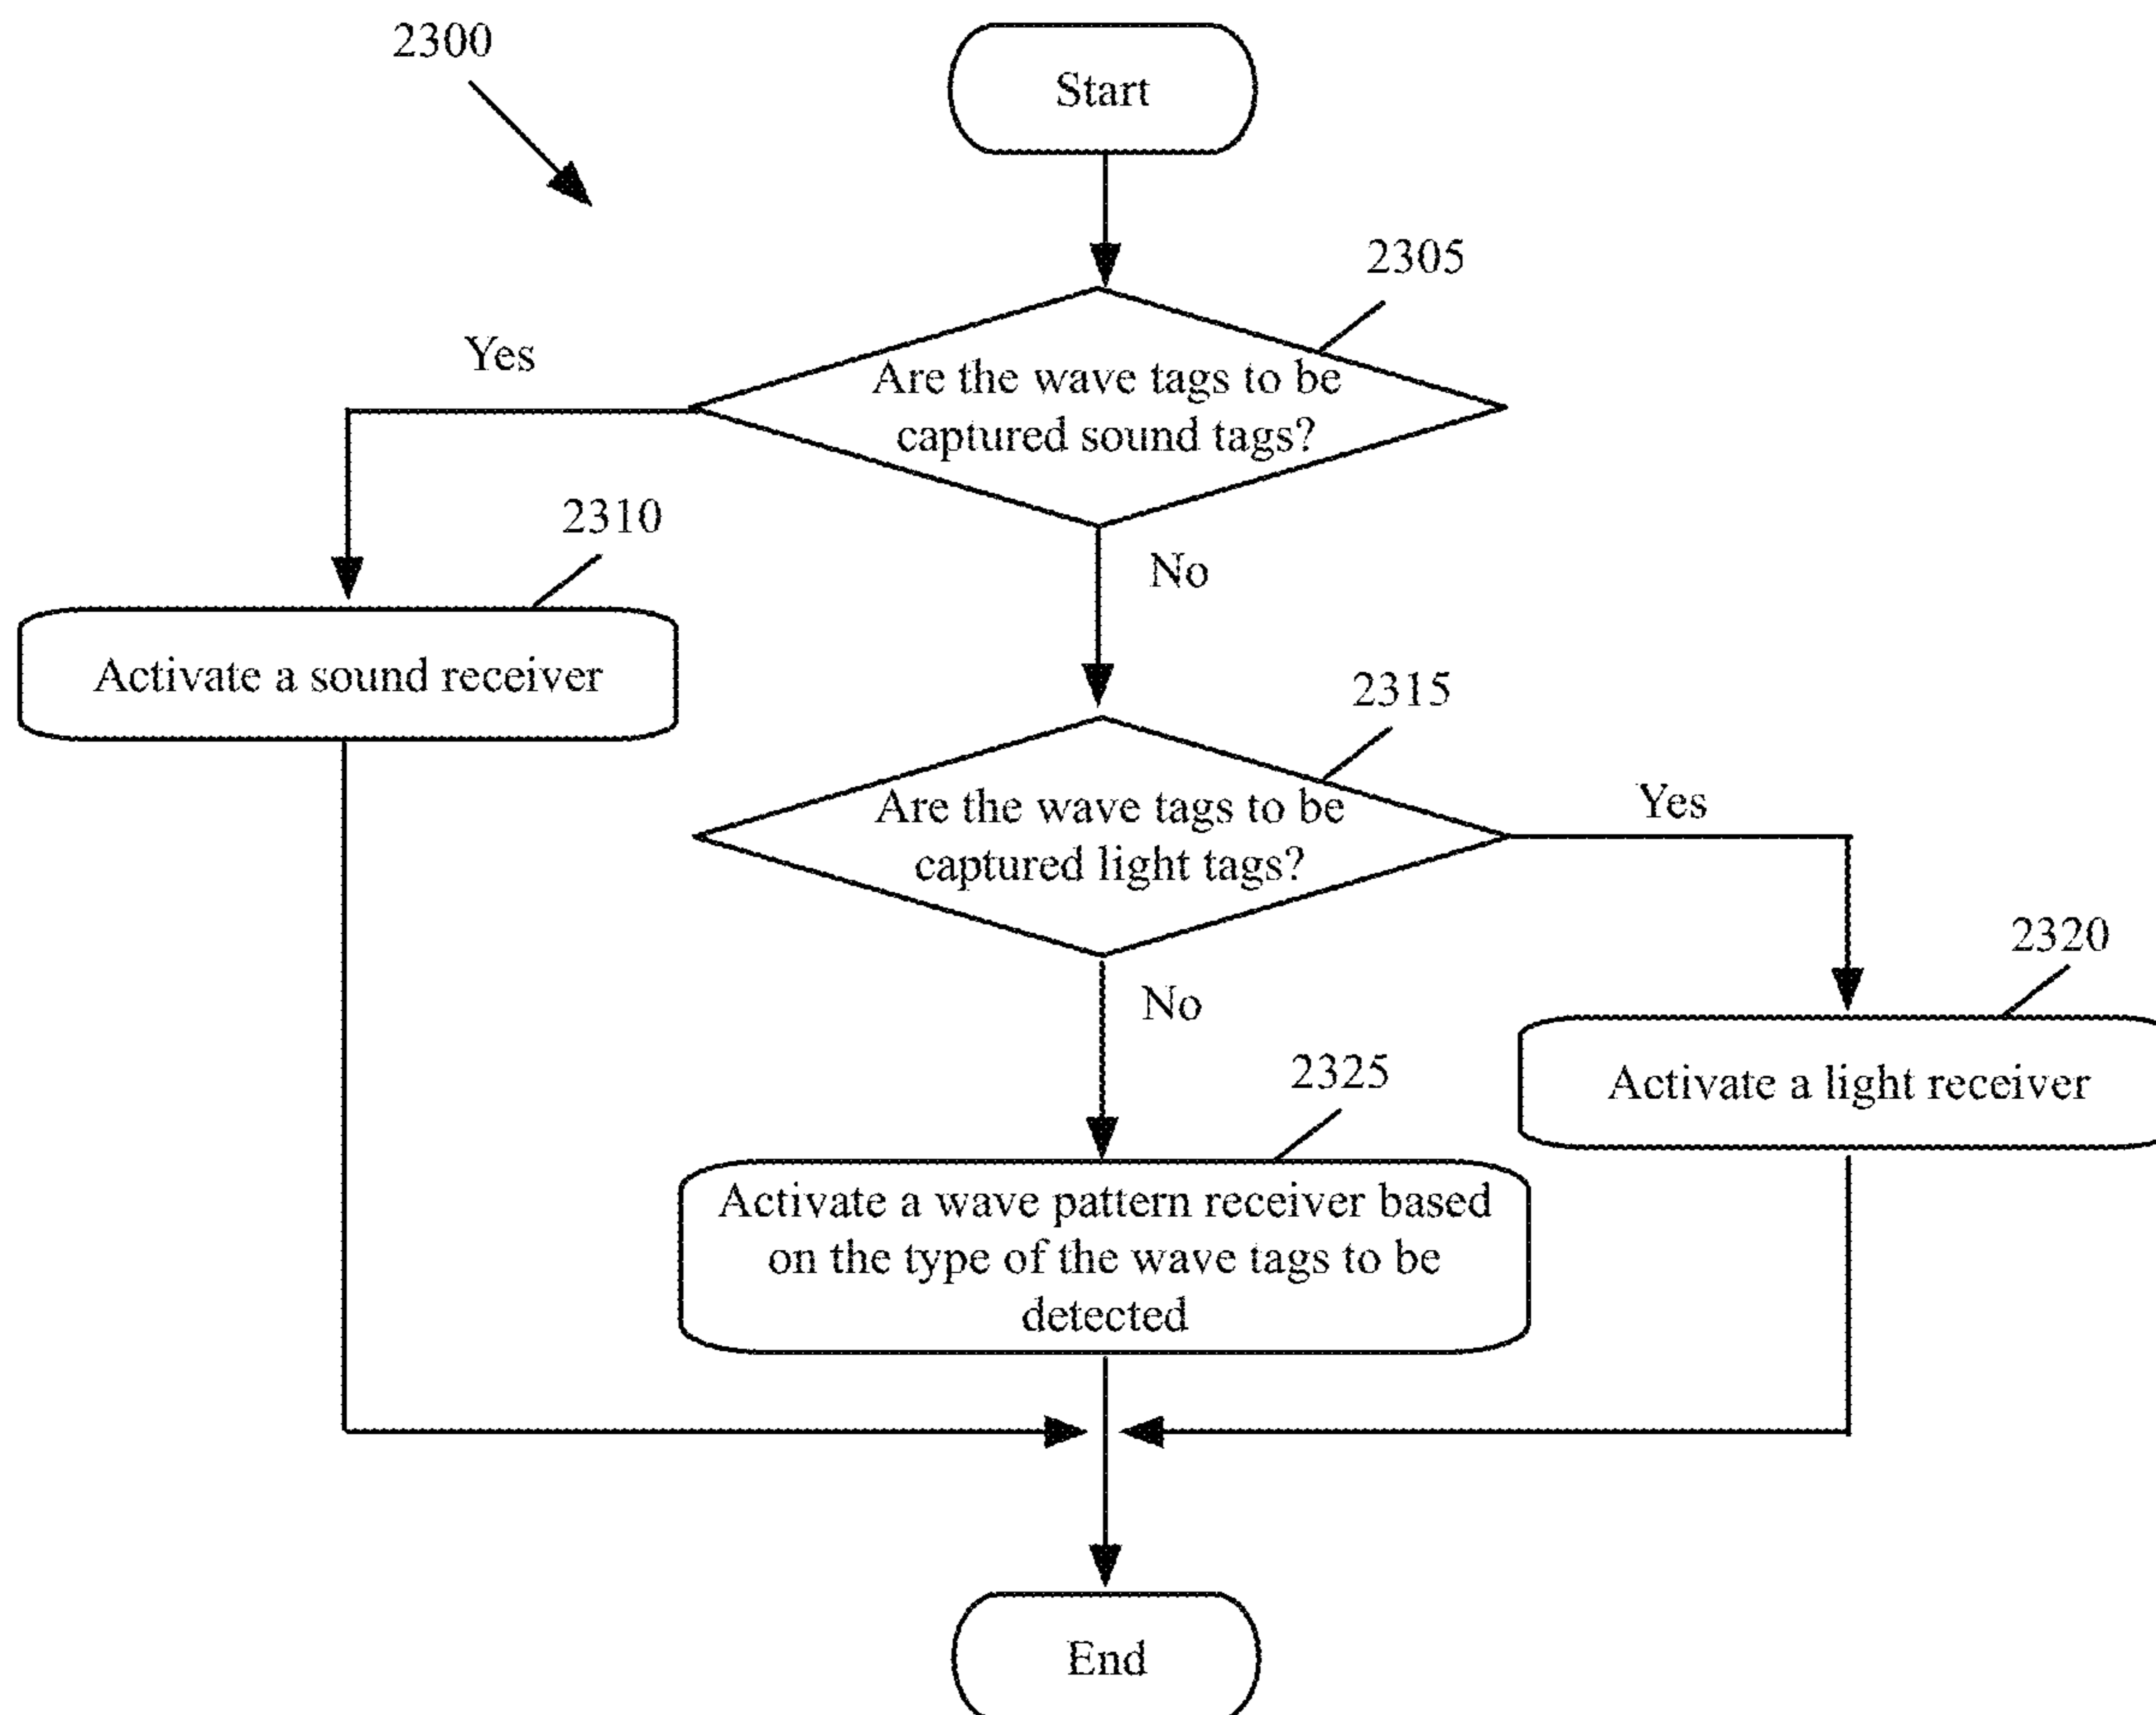 2300
Start
2305
Yes
Are the wave tags to be
captured sound tags?
2310
No
Activate a sound receiver
2315
Are the wave tags to be
captured light tags?
Yes
2320
No
Activate a light receiver
2325
Activate a wave pattern receiver based
on the type of the wave tags to be
detected
End